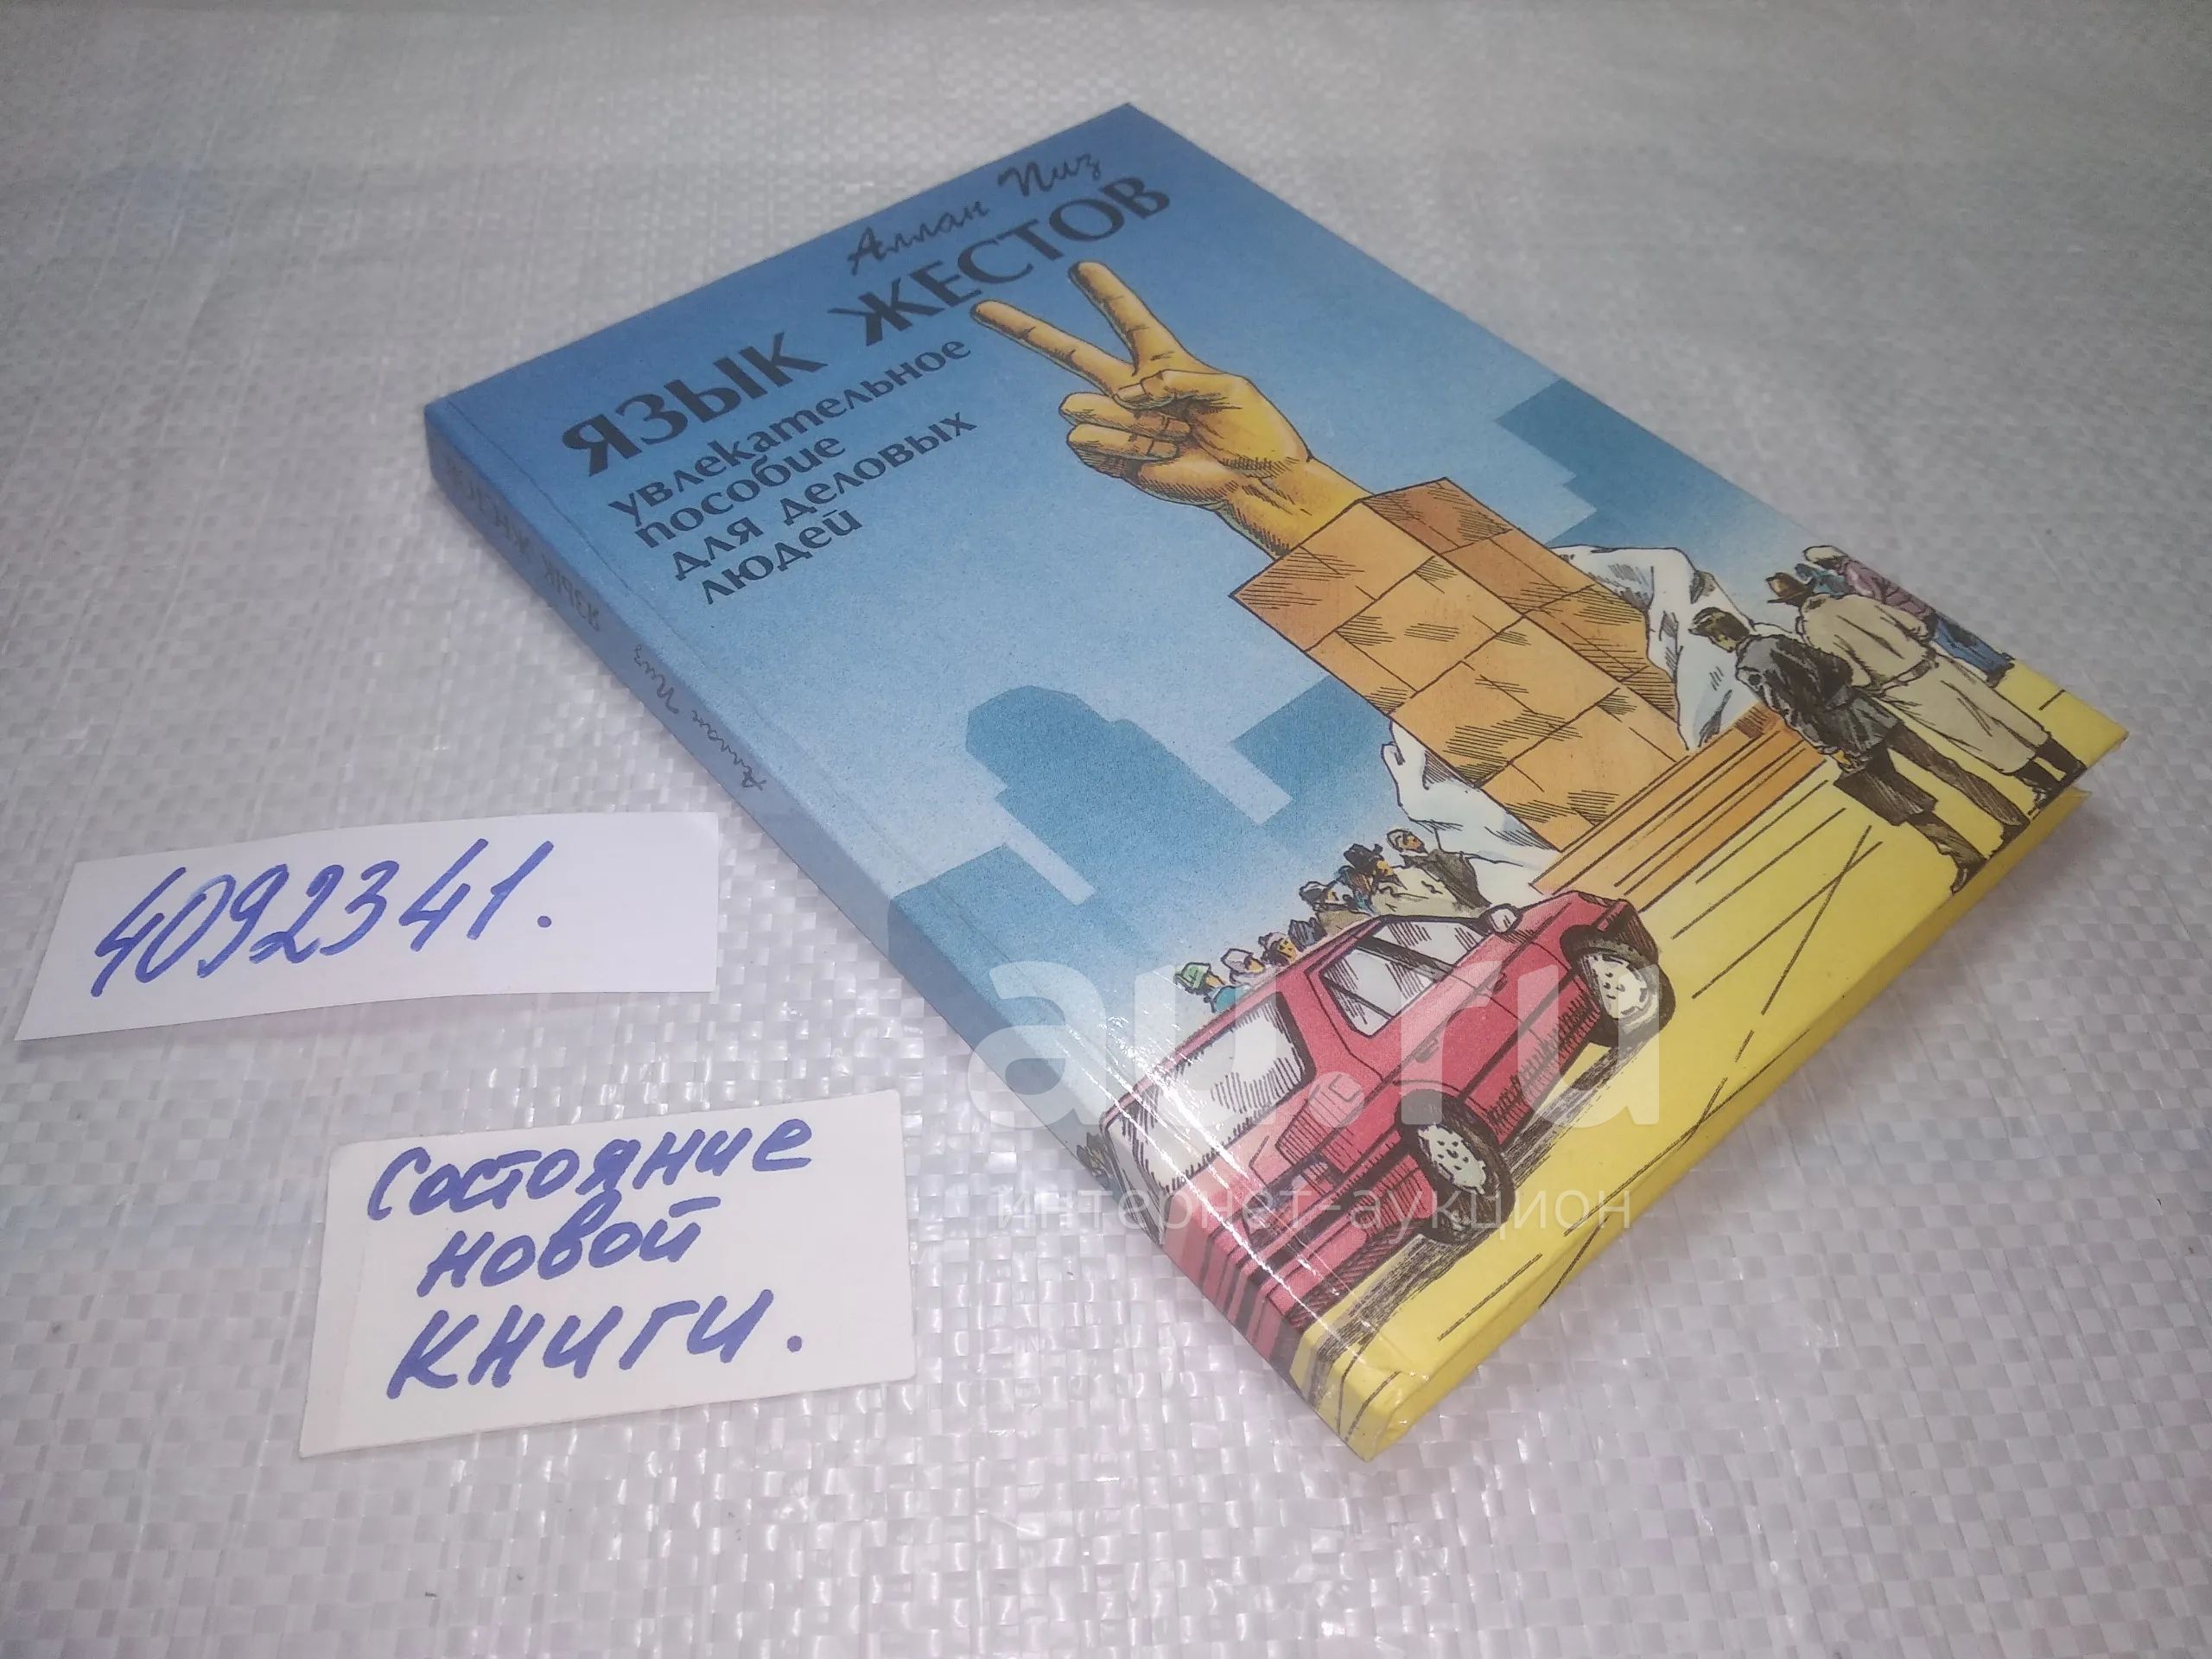 Аллан Пиз
ЯЗЫК ЖЕСТОВ
увлекательное
пособие
для деловых
людей
Аллан Пиз ЯЗЫК ЖЕСТОВ
4092341.
Состояние
новой
книги.
au.ru
интернет-аукцион